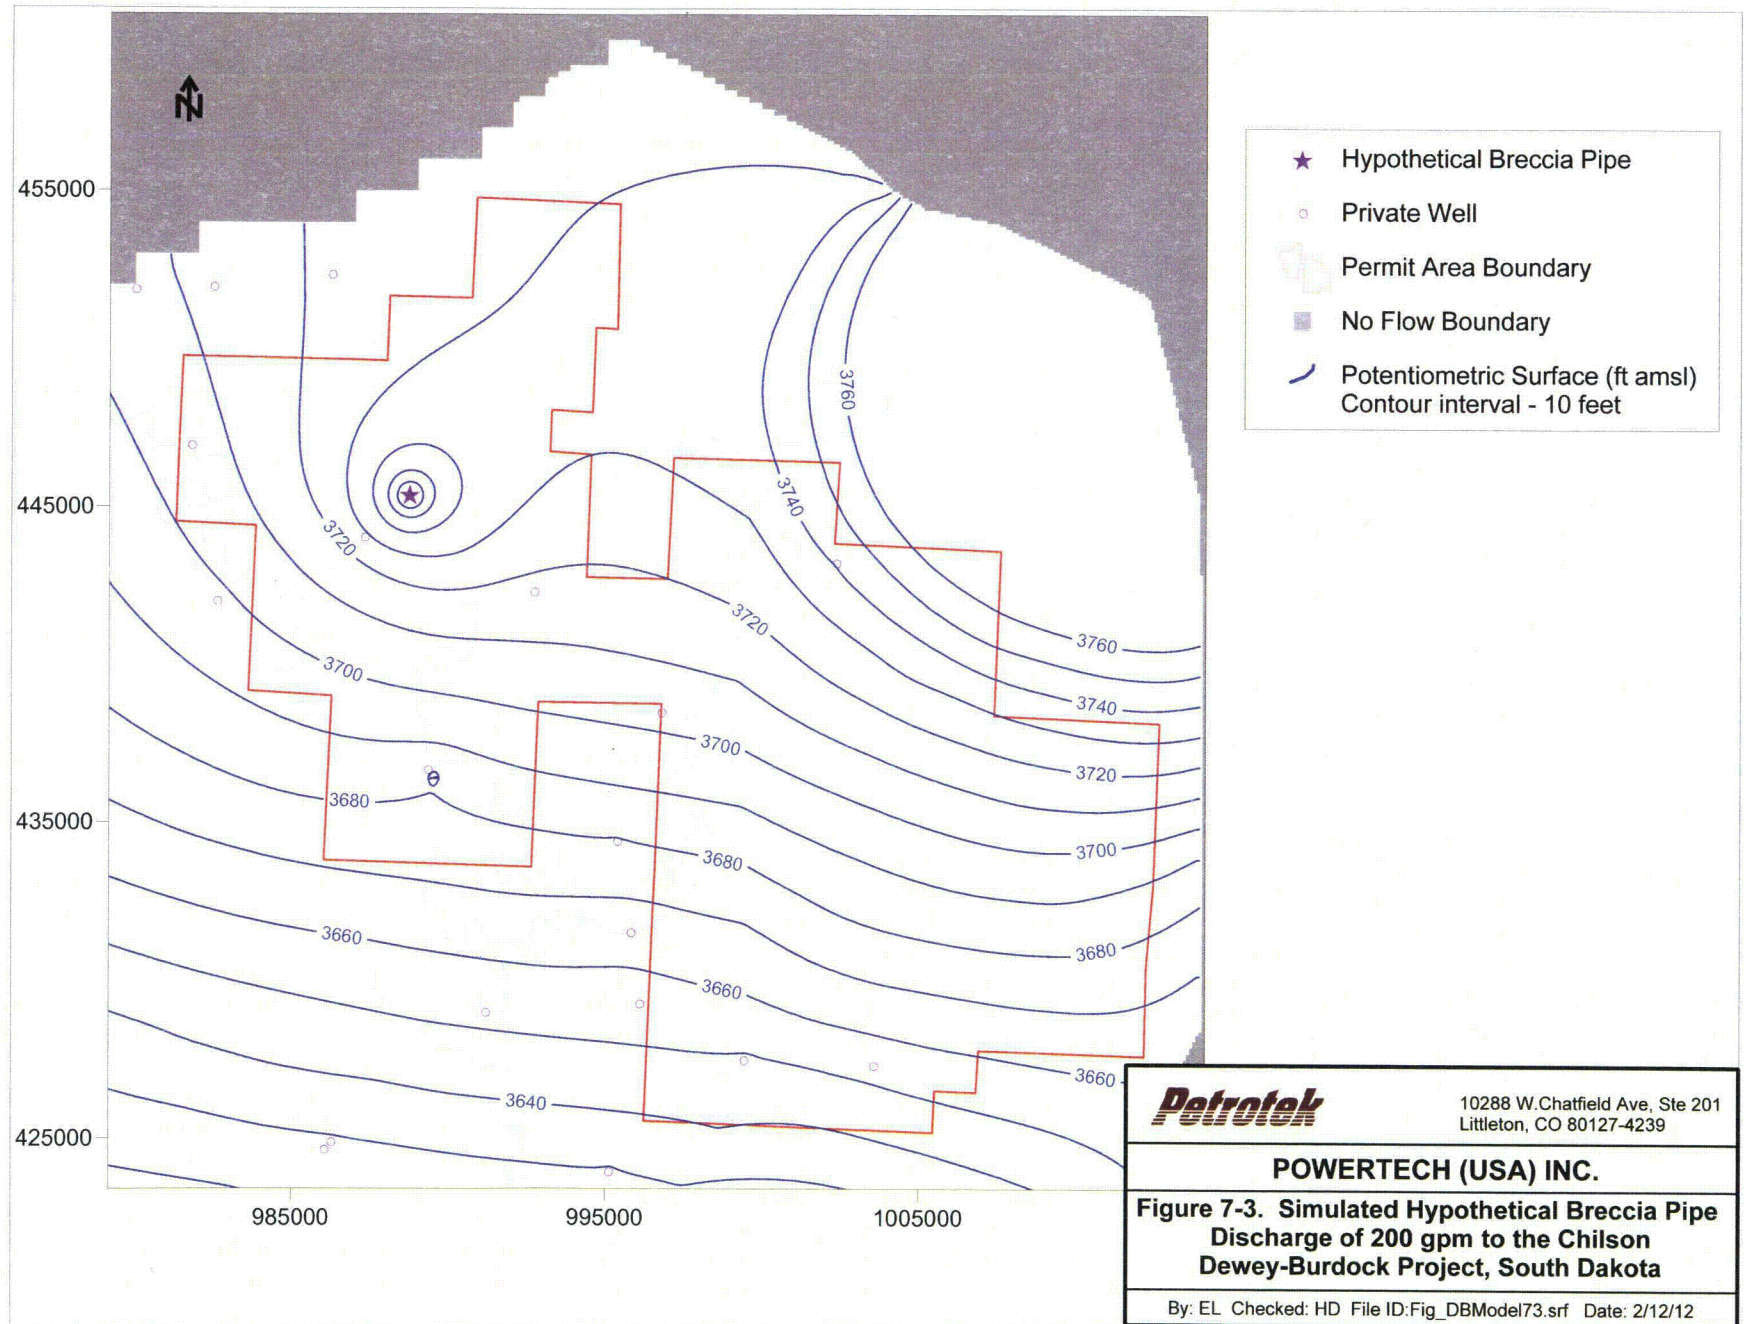 N
455000
445000
435000
425000
985000
995000
1005000
3760
3740
3720
3720
3700
3760
3740
3720
3700
3700
3680
3680
3680
3660
3660
3660
3640
Hypothetical Breccia Pipe
Private Well
Permit Area Boundary
No Flow Boundary
Potentiometric Surface (ft amsl)
Contour interval - 10 feet
Petrotek
10288 W.Chatfield Ave, Ste 201
Littleton, CO 80127-4239
POWERTECH (USA) INC.
Figure 7-3. Simulated Hypothetical Breccia Pipe
Discharge of 200 gpm to the Chilson
Dewey-Burdock Project, South Dakota
By: EL Checked: HD File ID:Fig_DBModel73.srf Date: 2/12/12